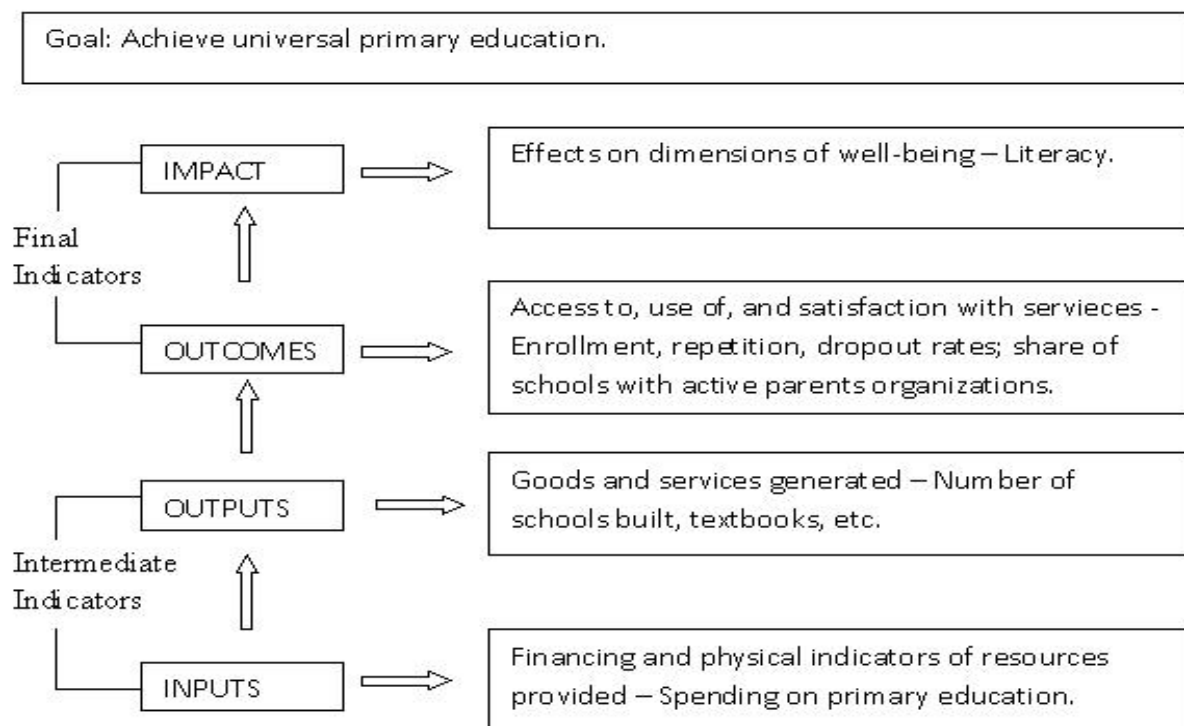 Goal: Achieve universal primary education.
IMPACT
Effects on dimensions of well-being – Literacy.
Final
Indicators
OUTCOMES
Access to, use of, and satisfaction with servieces -
Enrollment, repetition, dropout rates; share of
schools with active parents organizations.
OUTPUTS
Goods and services generated – Number of
schools built, textbooks, etc.
Intermediate
Indicators
INPUTS
Financing and physical indicators of resources
provided – Spending on primary education.